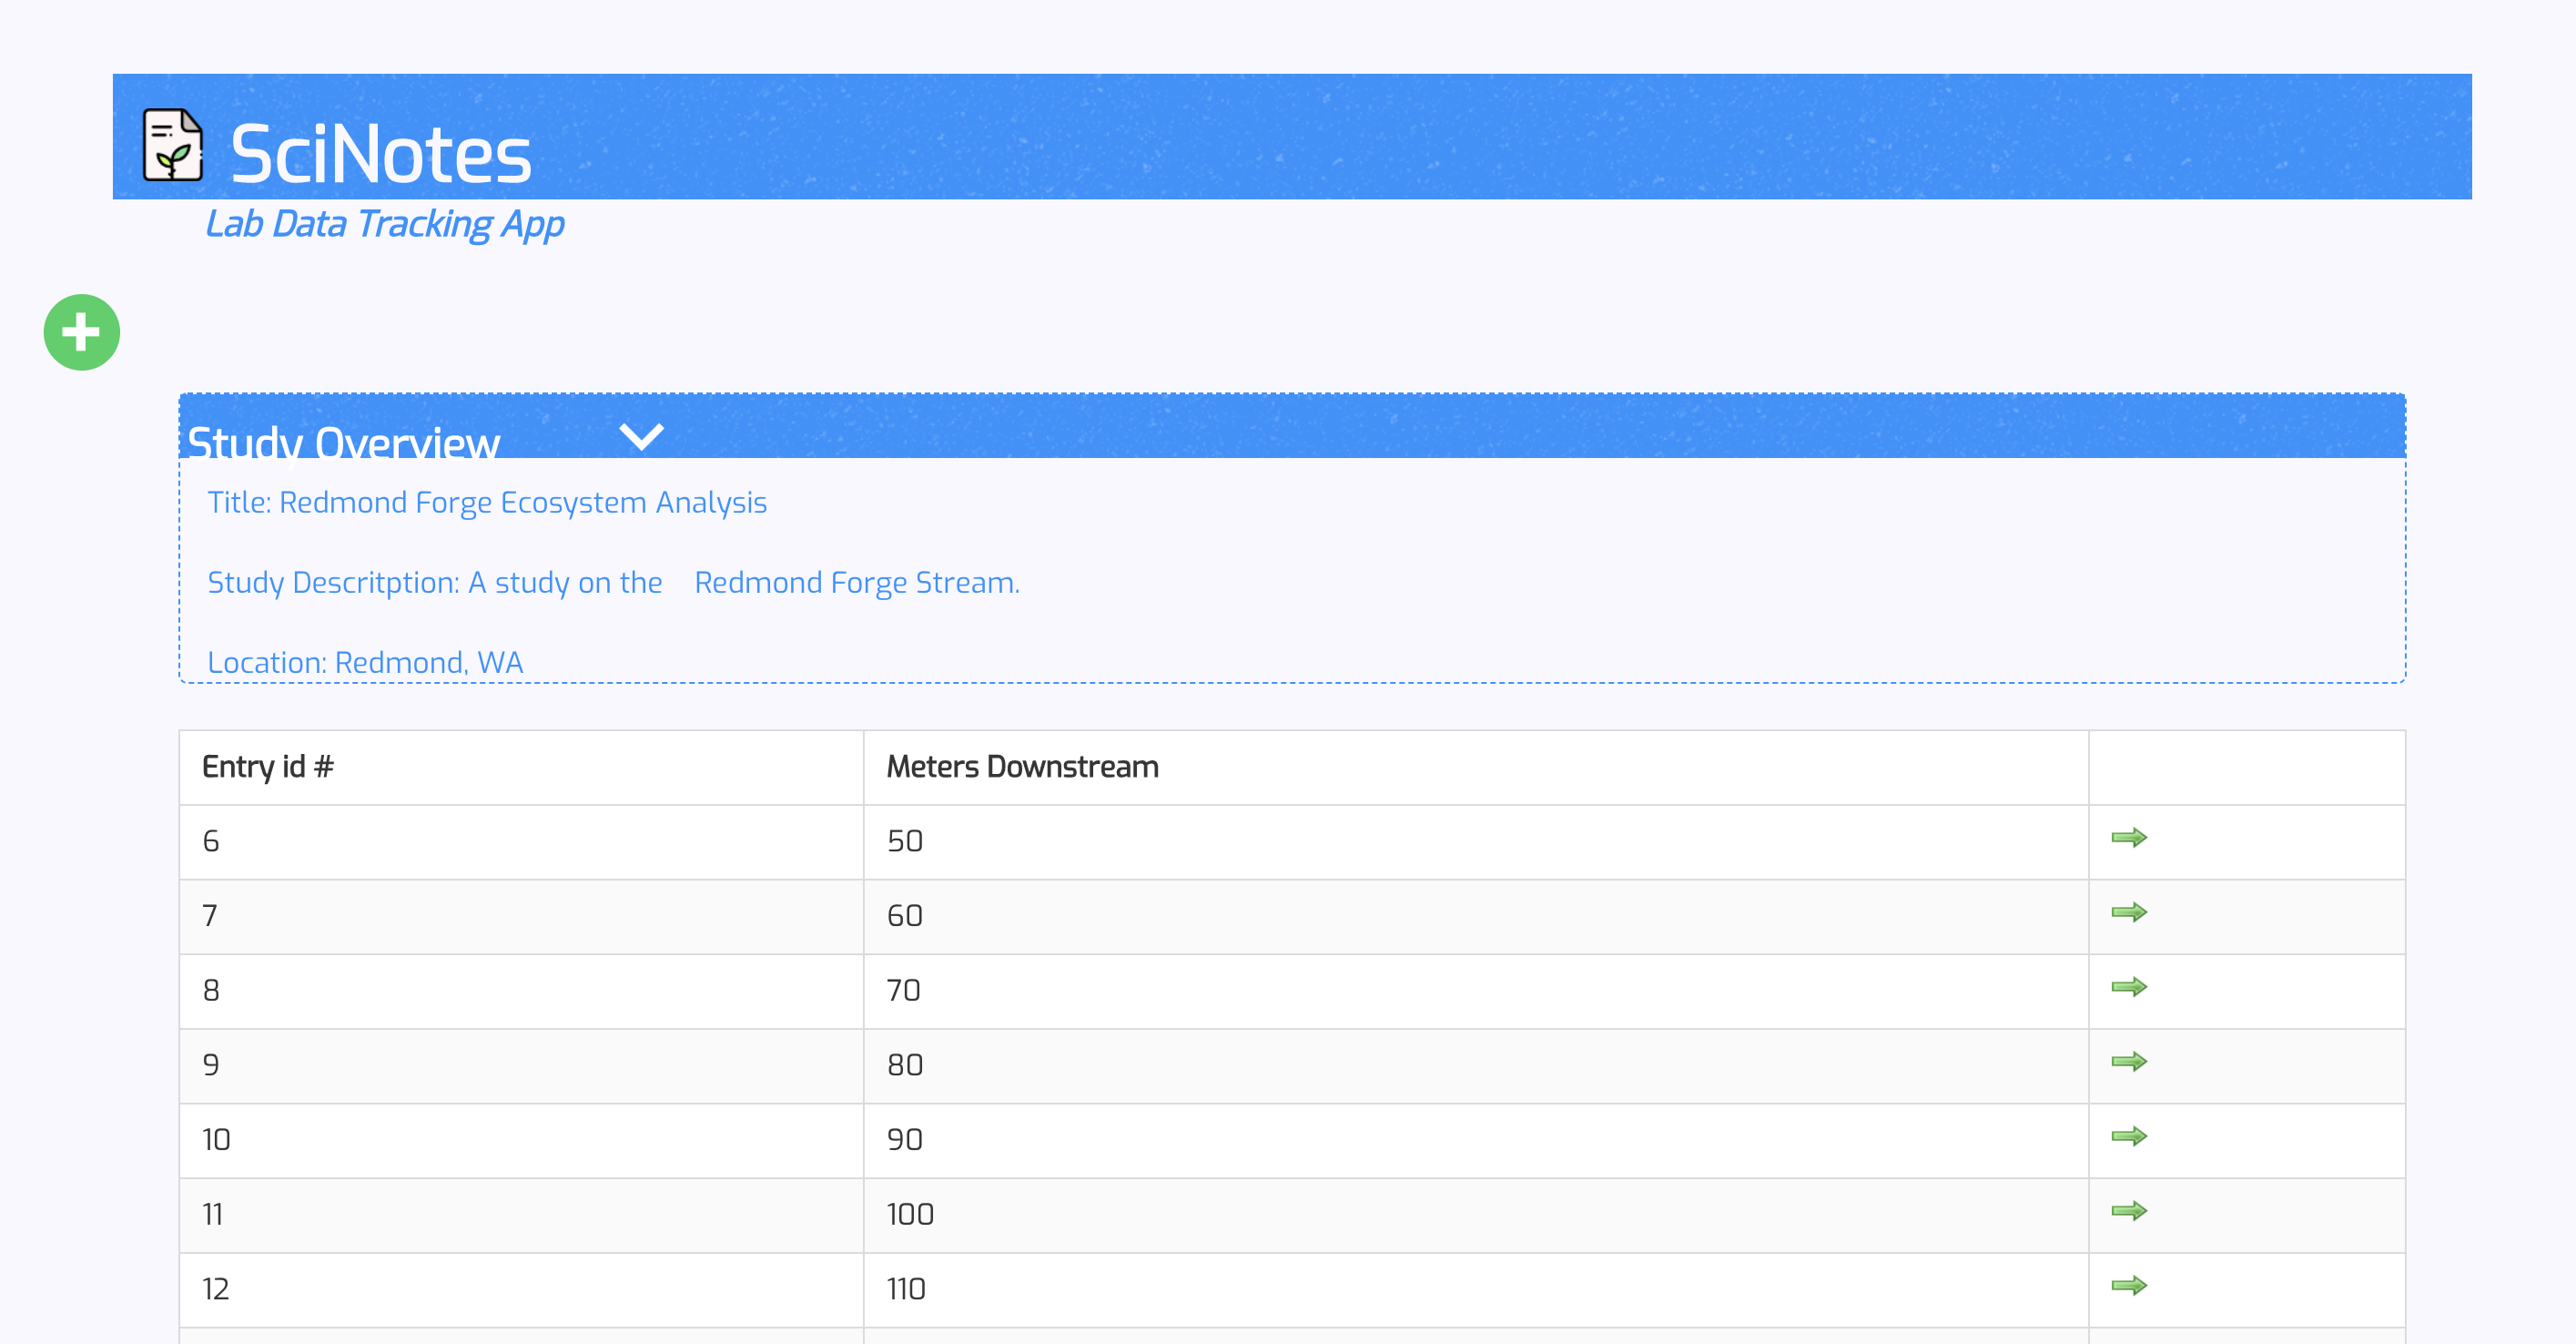 SciNotes
Lab Data Tracking App
Study Overview
Title: Redmond Forge Ecosystem Analysis
Study Descritption: A study on the    Redmond Forge Stream.
Location: Redmond, WA
Entry id # Meters Downstream
6 50
7 60
8 70
9 80
10 90
11 100
12 110